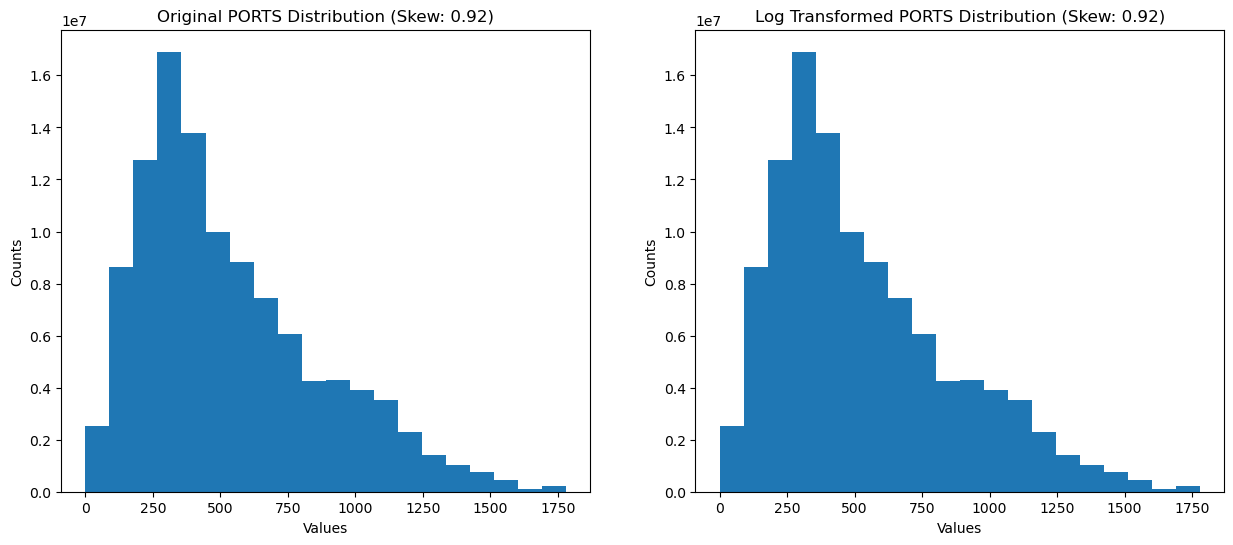 Original PORTS Distribution (Skew: 0.92)
1e7
1.6
1.4
1.2
1.0
0.8
0.6
0.4
0.2
0.0
Counts
0 250 500 750 1000 1250 1500 1750
Values
Log Transformed PORTS Distribution (Skew: 0.92)
1e7
1.6
1.4
1.2
1.0
0.8
0.6
0.4
0.2
0.0
Counts
0 250 500 750 1000 1250 1500 1750
Values